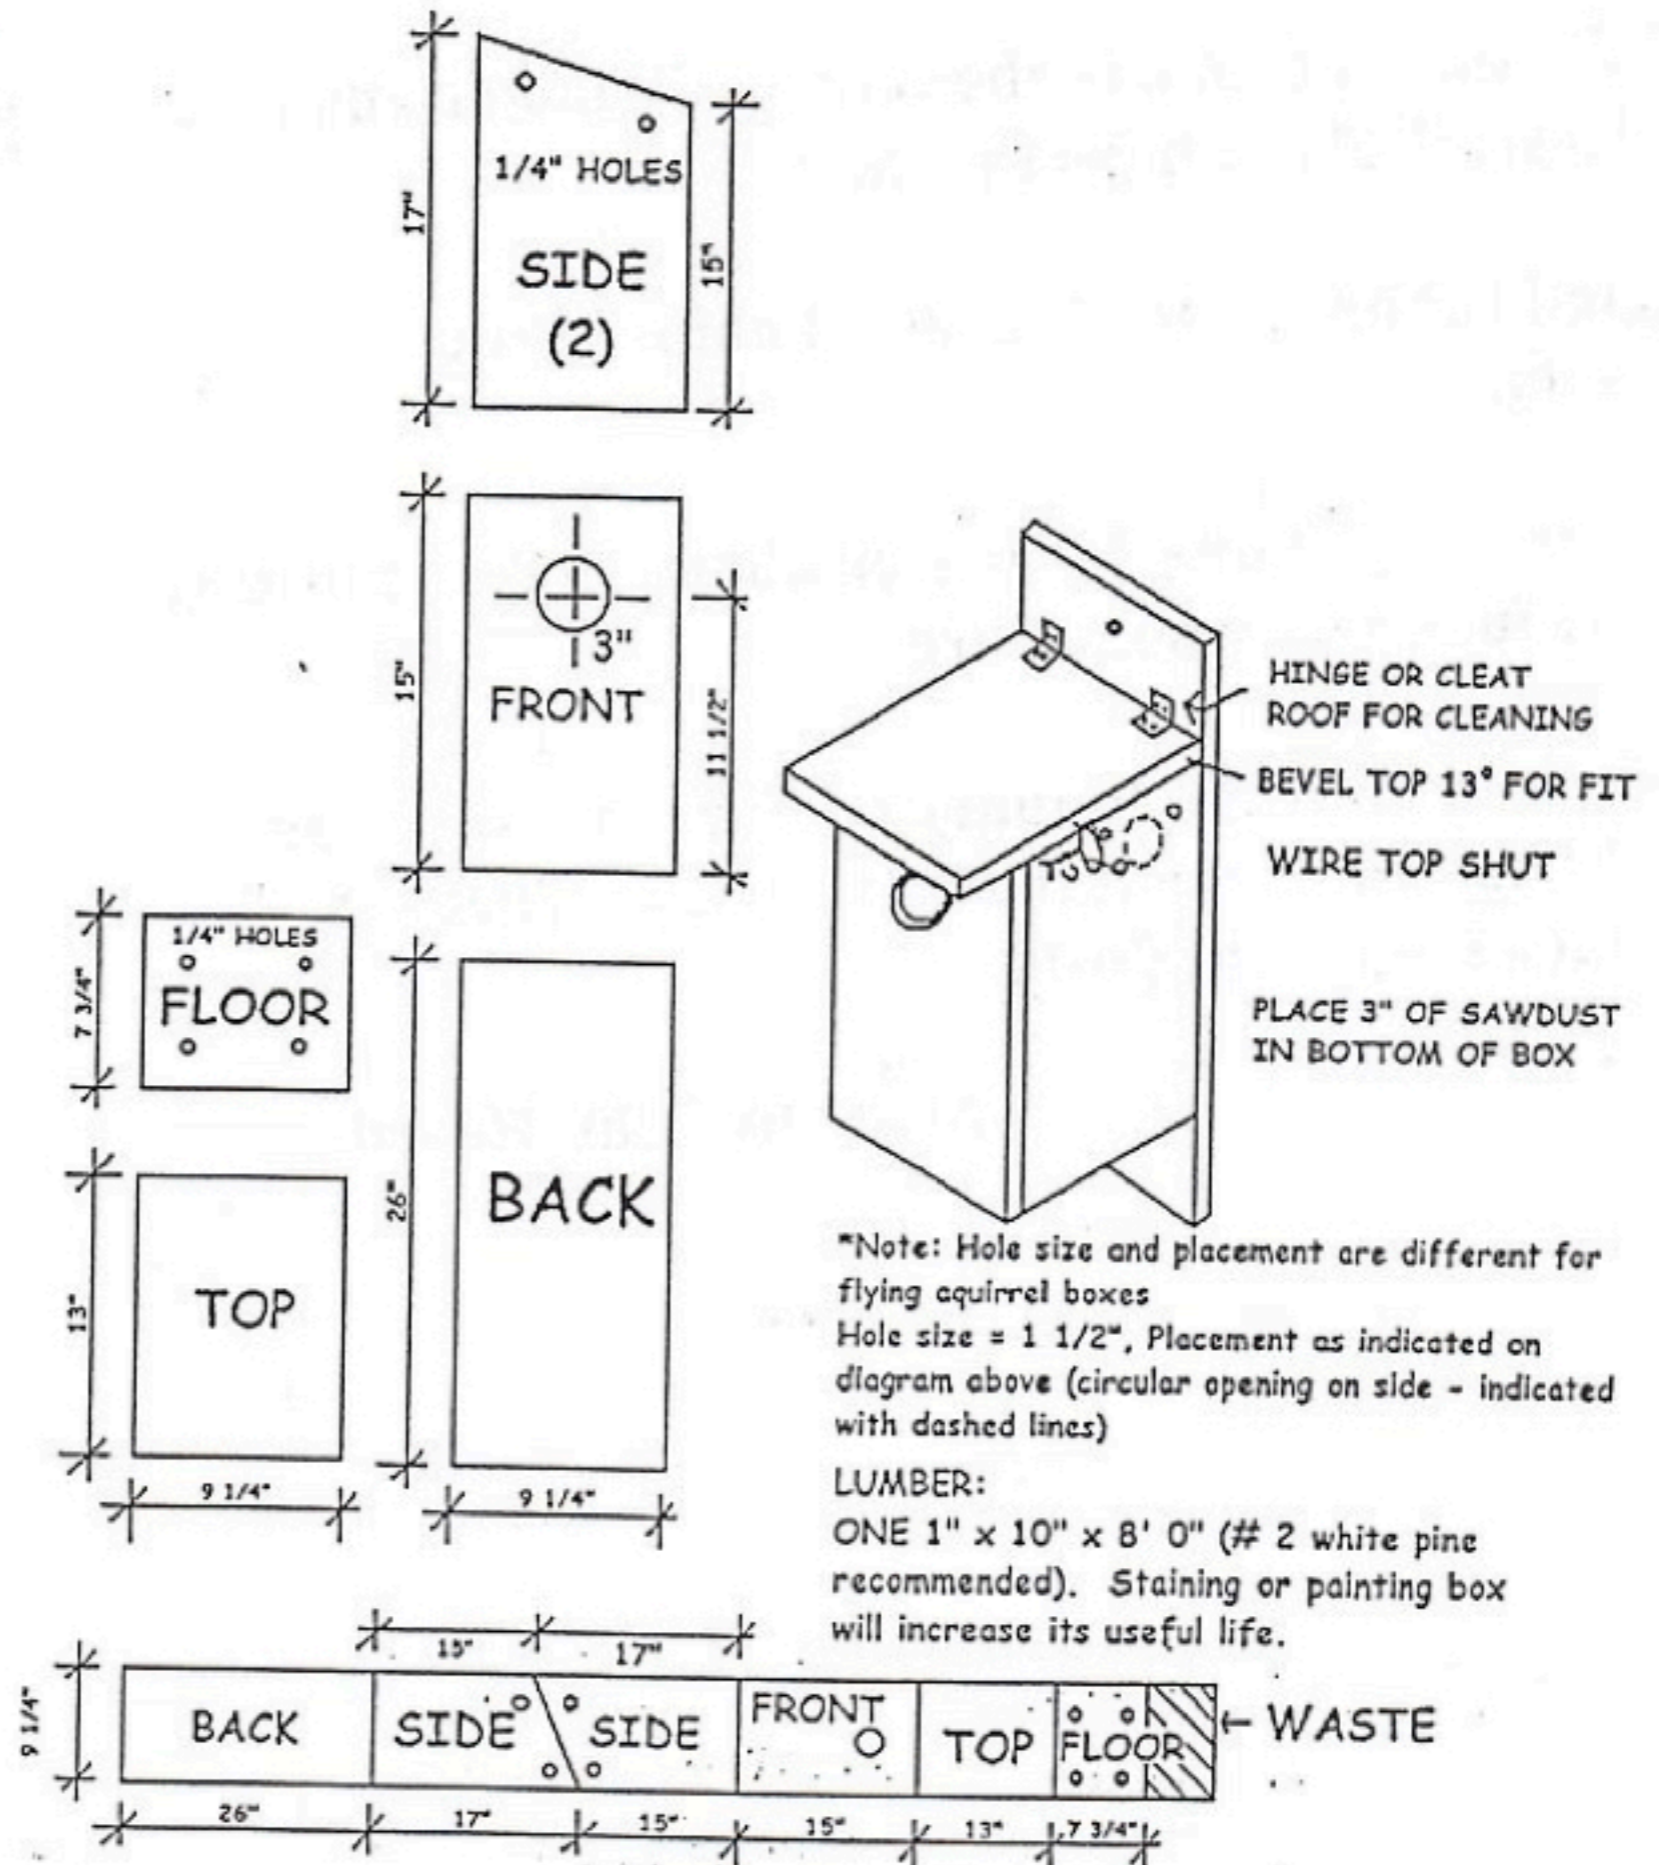 17"
1/4" HOLES
SIDE
(2)
15"
15"
3"
FRONT
11 1/2"
HINGE OR CLEAT
ROOF FOR CLEANING
BEVEL TOP 13° FOR FIT
WIRE TOP SHUT
PLACE 3" OF SAWDUST
IN BOTTOM OF BOX
7 3/4"
1/4" HOLES
FLOOR
13"
TOP
9 1/4"
26"
BACK
9 1/4"
*Note: Hole size and placement are different for
flying aquirrel boxes
Hole size = 1 1/2", Placement as indicated on
diagram above (circular opening on side - indicated
with dashed lines)
LUMBER:
ONE 1" x 10" x 8' 0" (# 2 white pine
recommended). Staining or painting box
will increase its useful life.
15" 17"
9 1/4"
BACK SIDE SIDE FRONT TOP FLOOR ← WASTE
26" 17" 15" 15" 13" 7 3/4"